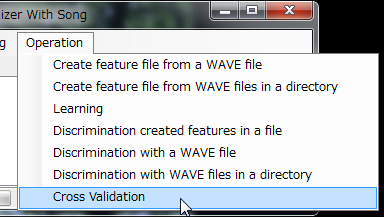 izer With Song
g Operation
Create feature file from a WAVE file
Create feature file from WAVE files in a directory
Learning
Discrimination created features in a file
Discrimination with a WAVE file
Discrimination with WAVE files in a directory
Cross Validation